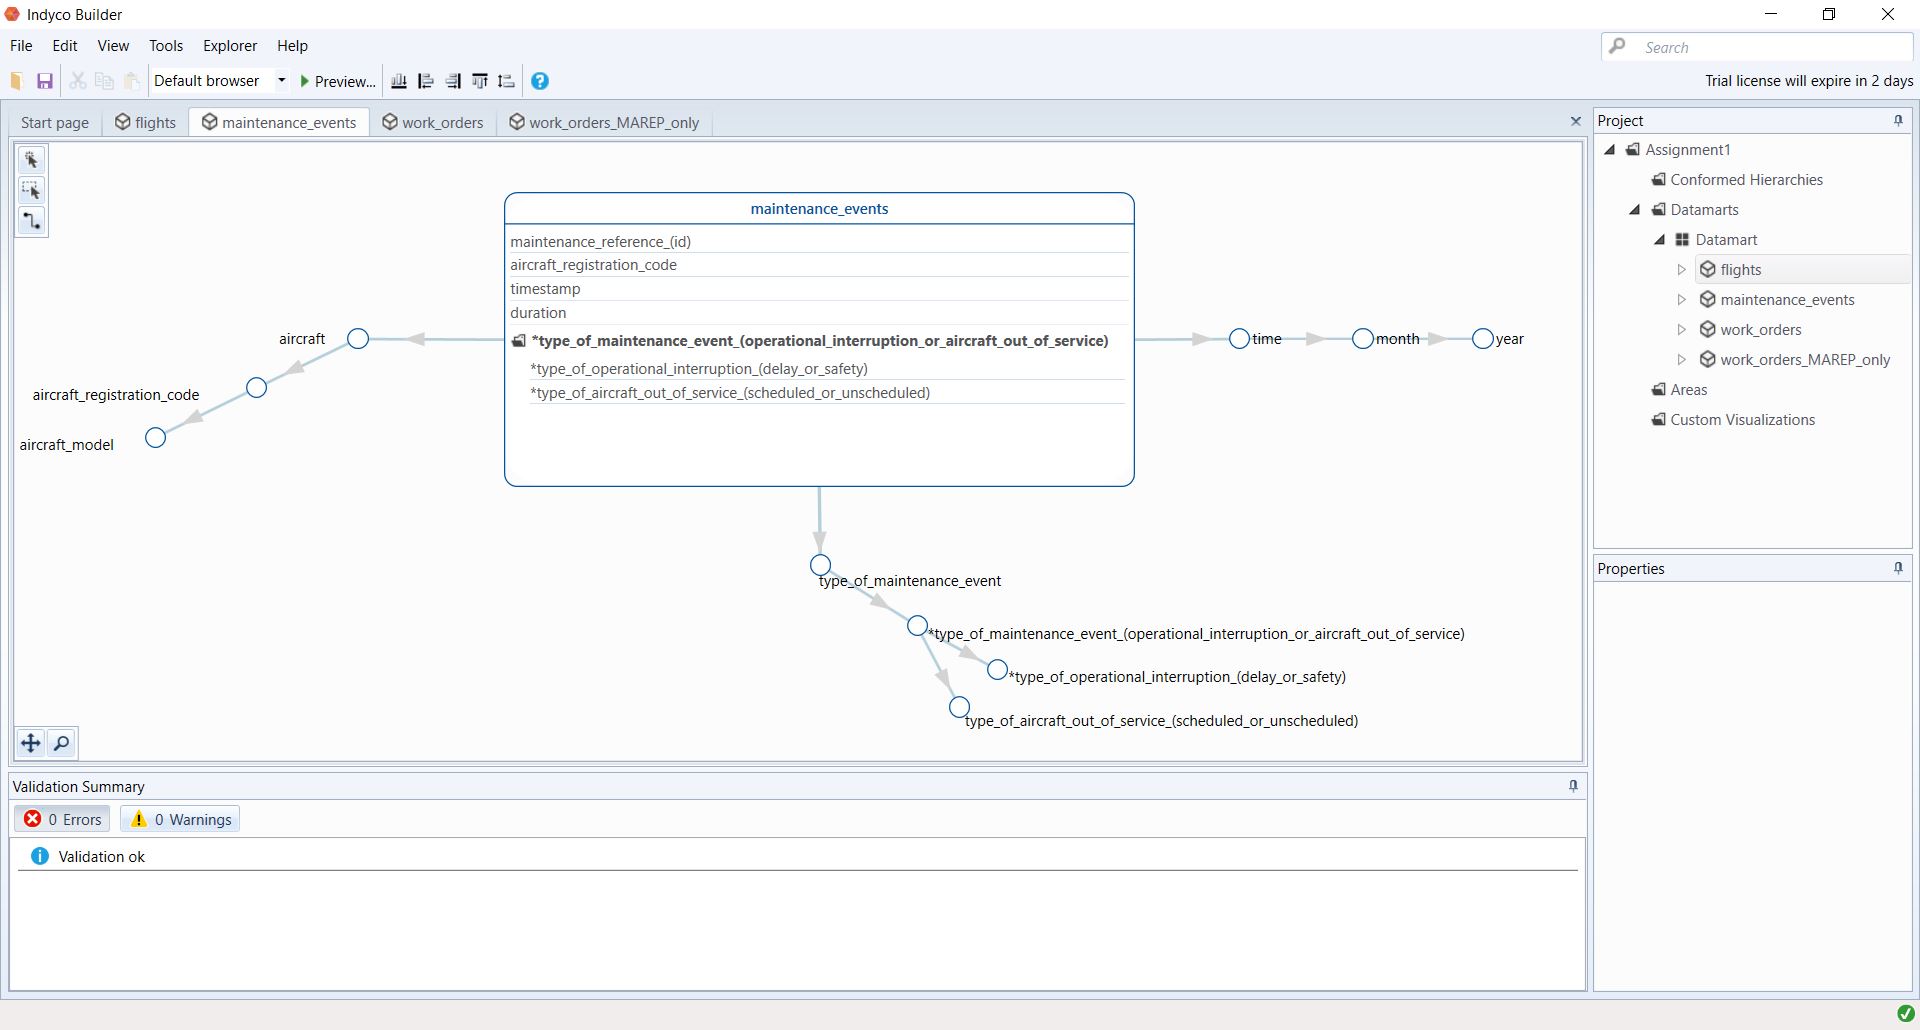 Indyco Builder
File Edit View Tools Explorer Help
Search
Default browser
Preview...
Trial license will expire in 2 days
Start page
flights
maintenance_events
work_orders
work_orders_MAREP_only
maintenance_events
maintenance_reference_(id)
aircraft_registration_code
timestamp
duration
*type_of_maintenance_event_(operational_interruption_or_aircraft_out_of_service)
*type_of_operational_interruption_(delay_or_safety)
*type_of_aircraft_out_of_service_(scheduled_or_unscheduled)
aircraft
aircraft_registration_code
aircraft_model
time
month
year
type_of_maintenance_event
*type_of_maintenance_event_(operational_interruption_or_aircraft_out_of_service)
*type_of_operational_interruption_(delay_or_safety)
type_of_aircraft_out_of_service_(scheduled_or_unscheduled)
Project
Assignment1
Conformed Hierarchies
Datamarts
Datamart
flights
maintenance_events
work_orders
work_orders_MAREP_only
Areas
Custom Visualizations
Properties
Validation Summary
0 Errors
0 Warnings
Validation ok